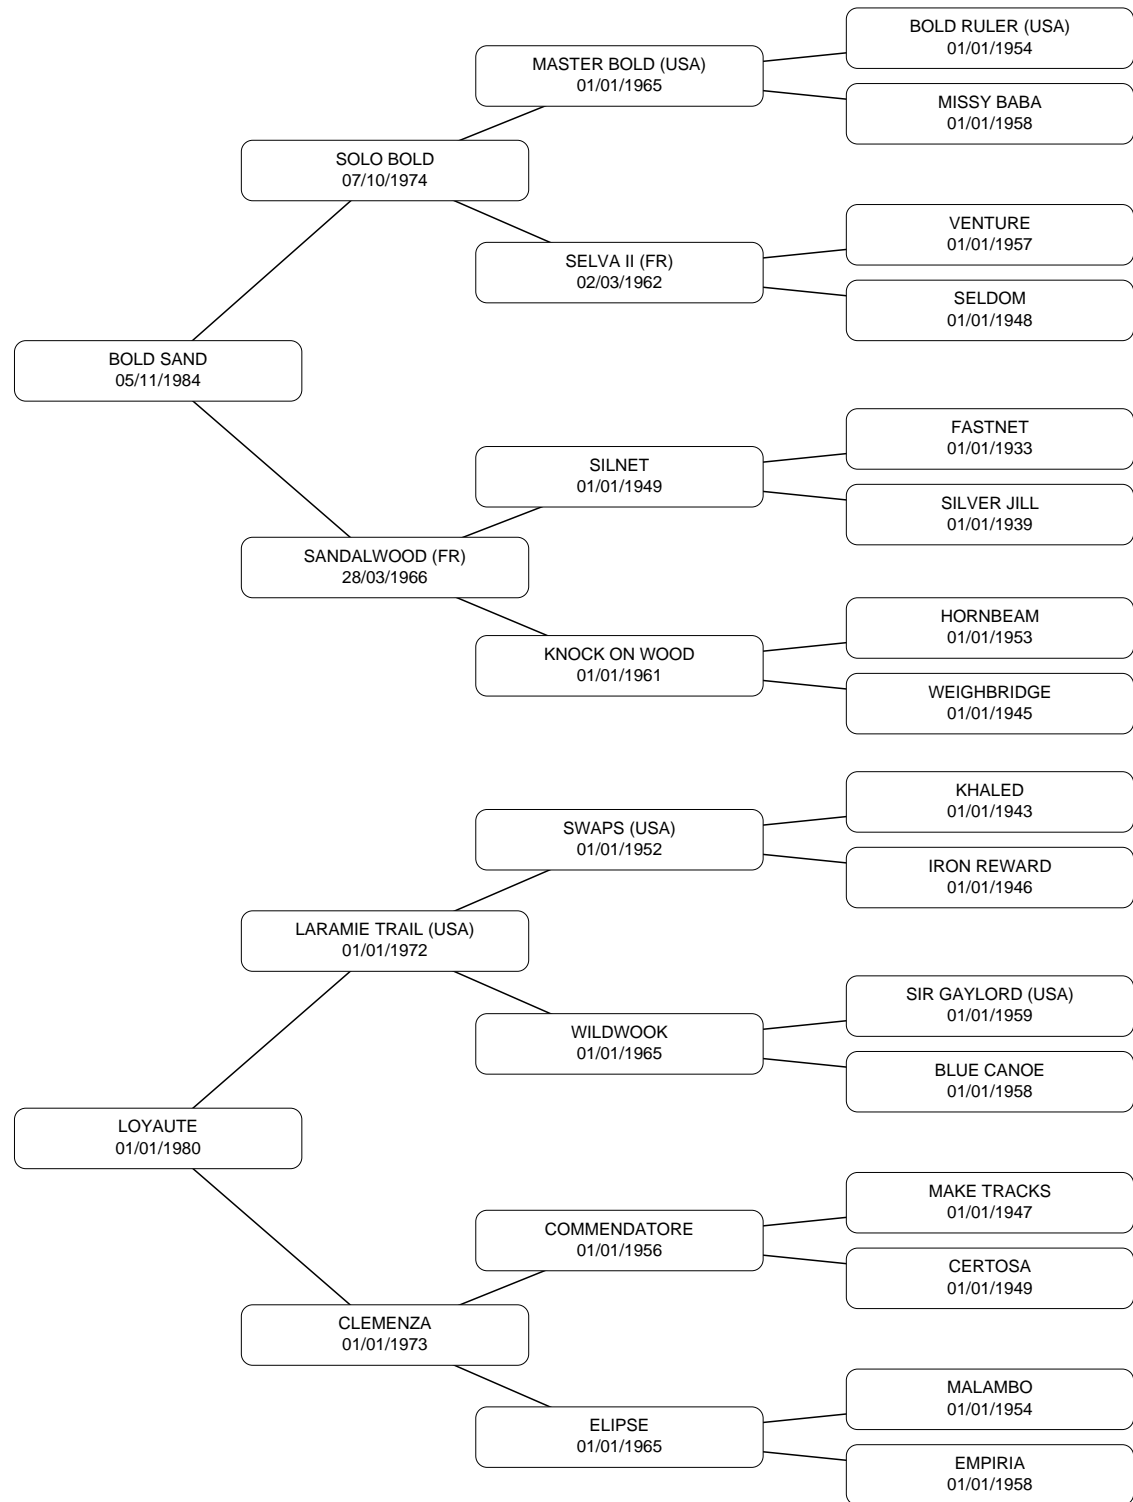 BOLD RULER (USA)
01/01/1954
MASTER BOLD (USA)
01/01/1965
MISSY BABA
01/01/1958
SOLO BOLD
07/10/1974
VENTURE
01/01/1957
SELVA II (FR)
02/03/1962
SELDOM
01/01/1948
BOLD SAND
05/11/1984
FASTNET
01/01/1933
SILNET
01/01/1949
SILVER JILL
01/01/1939
SANDALWOOD (FR)
28/03/1966
HORNBEAM
01/01/1953
KNOCK ON WOOD
01/01/1961
WEIGHBRIDGE
01/01/1945
KHALED
01/01/1943
SWAPS (USA)
01/01/1952
IRON REWARD
01/01/1946
LARAMIE TRAIL (USA)
01/01/1972
SIR GAYLORD (USA)
01/01/1959
WILDWOOK
01/01/1965
BLUE CANOE
01/01/1958
LOYAUTE
01/01/1980
MAKE TRACKS
01/01/1947
COMMENDATORE
01/01/1956
CERTOSA
01/01/1949
CLEMENZA
01/01/1973
MALAMBO
01/01/1954
ELIPSE
01/01/1965
EMPIRIA
01/01/1958